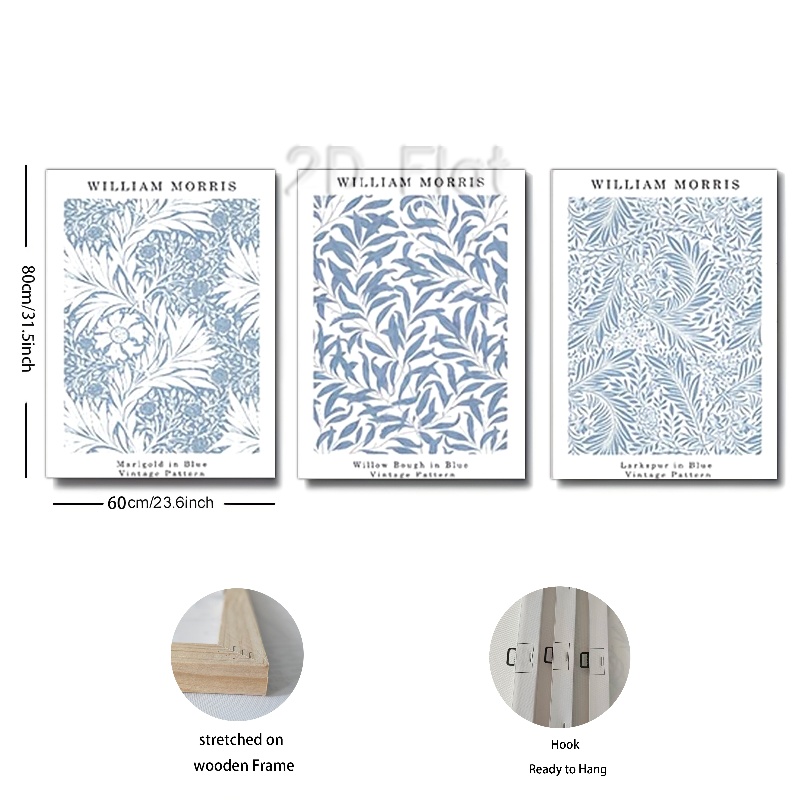 2D Flat
WILLIAM MORRIS
WILLIAM MORRIS
WILLIAM MORRIS
80cm/31.5inch
Marigold in Blue
Vintage Pattern
Willow Bough in Blue
Vintage Pattern
Larkspur in Blue
Vintage Pattern
60cm/23.6inch
stretched on
wooden Frame
Hook
Ready to Hang